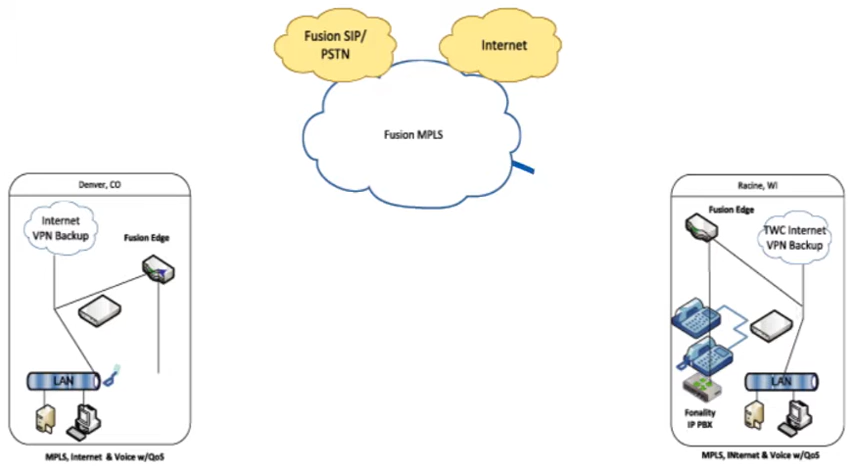 Fusion SIP/
PSTN
Internet
Fusion MPLS
Denver, CO
Internet
VPN Backup
Fusion Edge
LAN
MPLS, Internet & Voice w/QoS
Racine, WI
Fusion Edge
TWC Internet
VPN Backup
LAN
Fonality
IP PBX
MPLS, INternet & Voice w/QoS